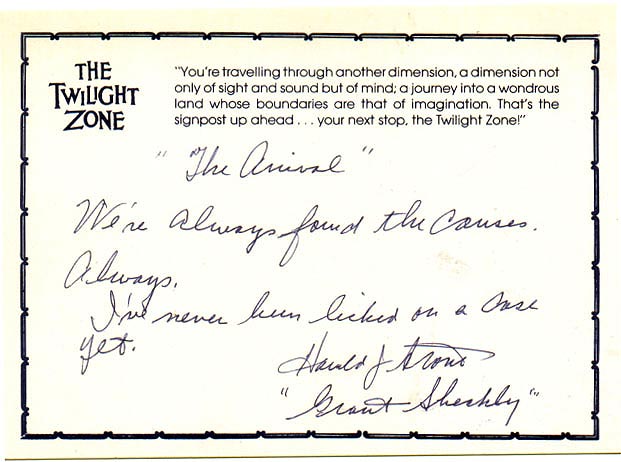 THE
TWILIGHT
ZONE
"You're travelling through another dimension, a dimension not
only of sight and sound but of mind; a journey into a wondrous
land whose boundaries are that of imagination. That's the
signpost up ahead . . . your next stop, the Twilight Zone!"
"The Arrival"
We're always found the causes.
Always.
I've never been licked on a case
yet.
Harold J Stone
"Grant Sheckly"